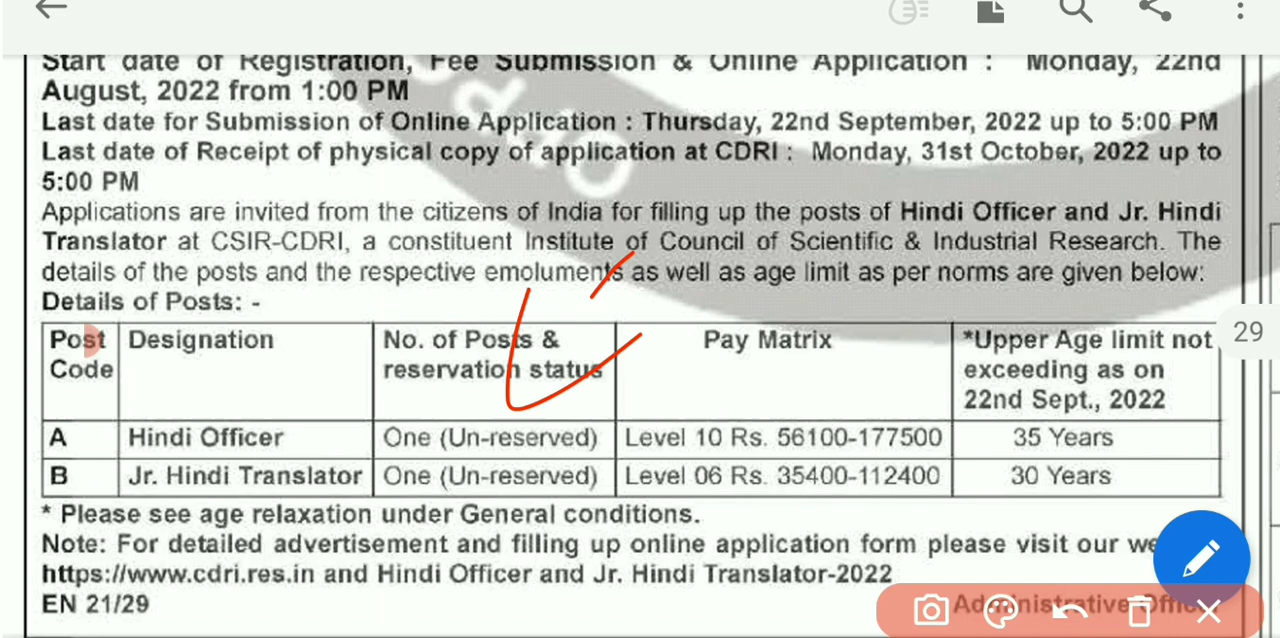 Start date of Registration, Fee Submission & Online Application : Monday, 22nd
August, 2022 from 1:00 PM
Last date for Submission of Online Application : Thursday, 22nd September, 2022 up to 5:00 PM
Last date of Receipt of physical copy of application at CDRI : Monday, 31st October, 2022 up to
5:00 PM
Applications are invited from the citizens of India for filling up the posts of Hindi Officer and Jr. Hindi
Translator at CSIR-CDRI, a constituent Institute of Council of Scientific & Industrial Research. The
details of the posts and the respective emoluments as well as age limit as per norms are given below:
Details of Posts: -
Post Code Designation No. of Posts & reservation status Pay Matrix *Upper Age limit not exceeding as on 22nd Sept., 2022
29
A Hindi Officer One (Un-reserved) Level 10 Rs. 56100-177500 35 Years
B Jr. Hindi Translator One (Un-reserved) Level 06 Rs. 35400-112400 30 Years
* Please see age relaxation under General conditions.
Note: For detailed advertisement and filling up online application form please visit our
https://www.cdri.res.in and Hindi Officer and Jr. Hindi Translator-2022
EN 21/29 Administrative